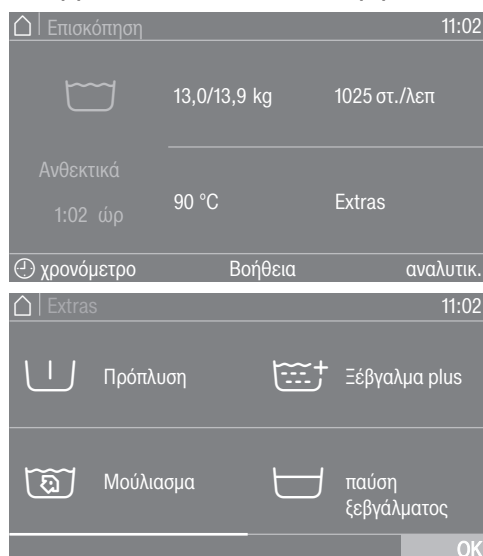 Επισκόπηση 11:02
13,0/13,9 kg 1025 στ./λεπ
Ανθεκτικά
1:02 ώρ
90 °C Extras
χρονόμετρο Βοήθεια αναλυτικ.
Extras 11:02
Πρόπλυση Ξέβγαλμα plus
Μούλιασμα παύση
ξεβγάλματος
OK